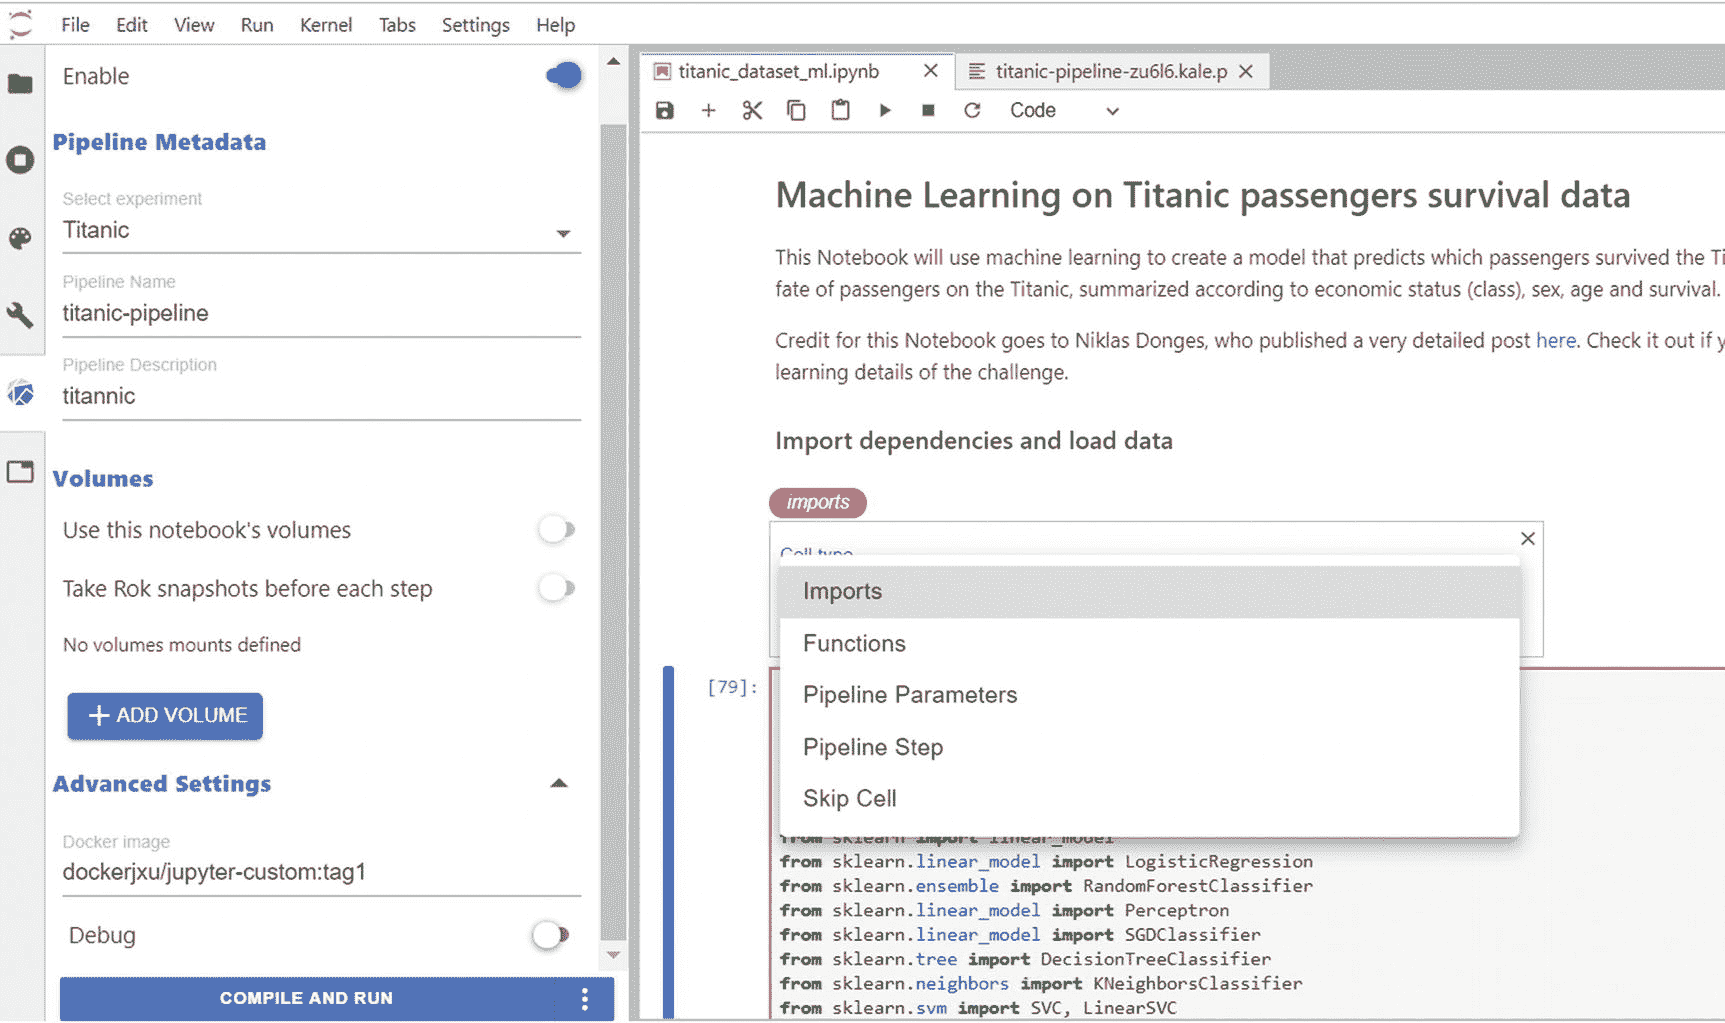 File Edit View Run Kernel Tabs Settings Help
Enable
Pipeline Metadata
Select experiment
Titanic
Pipeline Name
titanic-pipeline
Pipeline Description
titannic
Volumes
Use this notebook's volumes
Take Rok snapshots before each step
No volumes mounts defined
+ ADD VOLUME
Advanced Settings
Docker image
dockerjxu/jupyter-custom:tag1
Debug
COMPILE AND RUN
titanic_dataset_ml.ipynb
titanic-pipeline-zu6l6.kale.p
Code
Machine Learning on Titanic passengers survival data
This Notebook will use machine learning to create a model that predicts which passengers survived the Ti
fate of passengers on the Titanic, summarized according to economic status (class), sex, age and survival.
Credit for this Notebook goes to Niklas Donges, who published a very detailed post here. Check it out if y
learning details of the challenge.
Import dependencies and load data
imports
Cell type
Imports
Functions
Pipeline Parameters
Pipeline Step
Skip Cell
[79]:
from sklearn import linear_model
from sklearn.linear_model import LogisticRegression
from sklearn.ensemble import RandomForestClassifier
from sklearn.linear_model import Perceptron
from sklearn.linear_model import SGDClassifier
from sklearn.tree import DecisionTreeClassifier
from sklearn.neighbors import KNeighborsClassifier
from sklearn.svm import SVC, LinearSVC